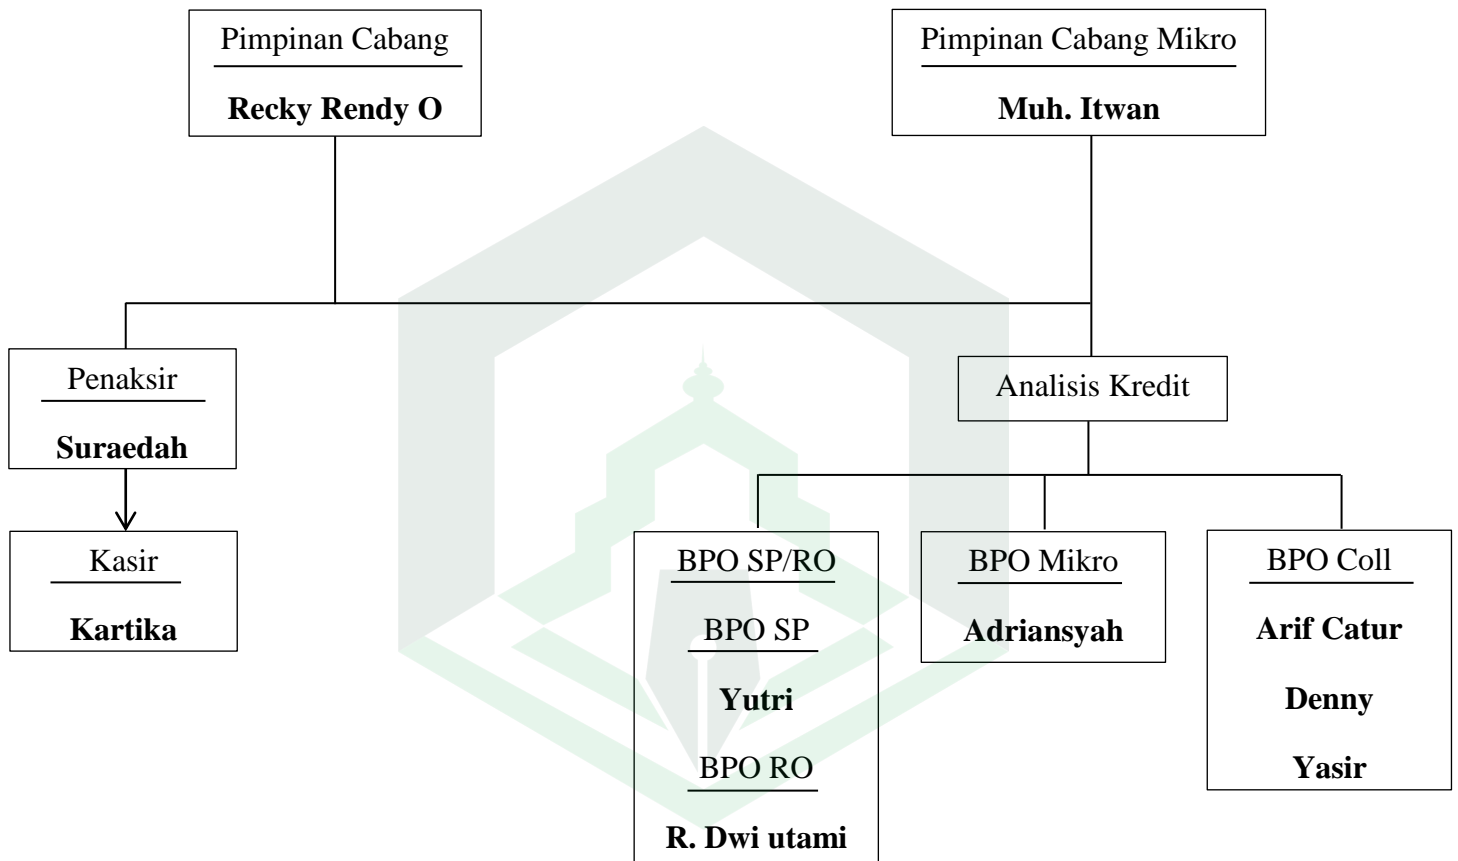 Pimpinan Cabang
Recky Rendy O
Pimpinan Cabang Mikro
Muh. Itwan
Penaksir
Suraedah
Analisis Kredit
Kasir
Kartika
BPO SP/RO
BPO SP
Yutri
BPO RO
R. Dwi utami
BPO Mikro
Adriansyah
BPO Coll
Arif Catur
Denny
Yasir